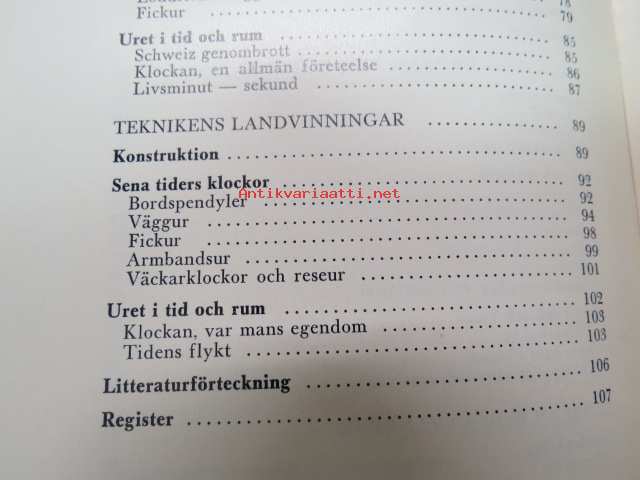 78
Fickur 79
Uret i tid och rum 85
Schweiz genombrott 85
Klockan, en allmän företeelse 86
Livsminut — sekund 87
TEKNIKENS LANDVINNINGAR 89
Konstruktion 89
Sena tiders klockor 92
Antikvariaatti.net
Bordspendyler 92
Väggur 94
Fickur 98
Armbandsur 99
Väckarklockor och reseur 101
Uret i tid och rum 102
Klockan, var mans egendom 103
Tidens flykt 103
Litteraturförteckning 106
Register 107